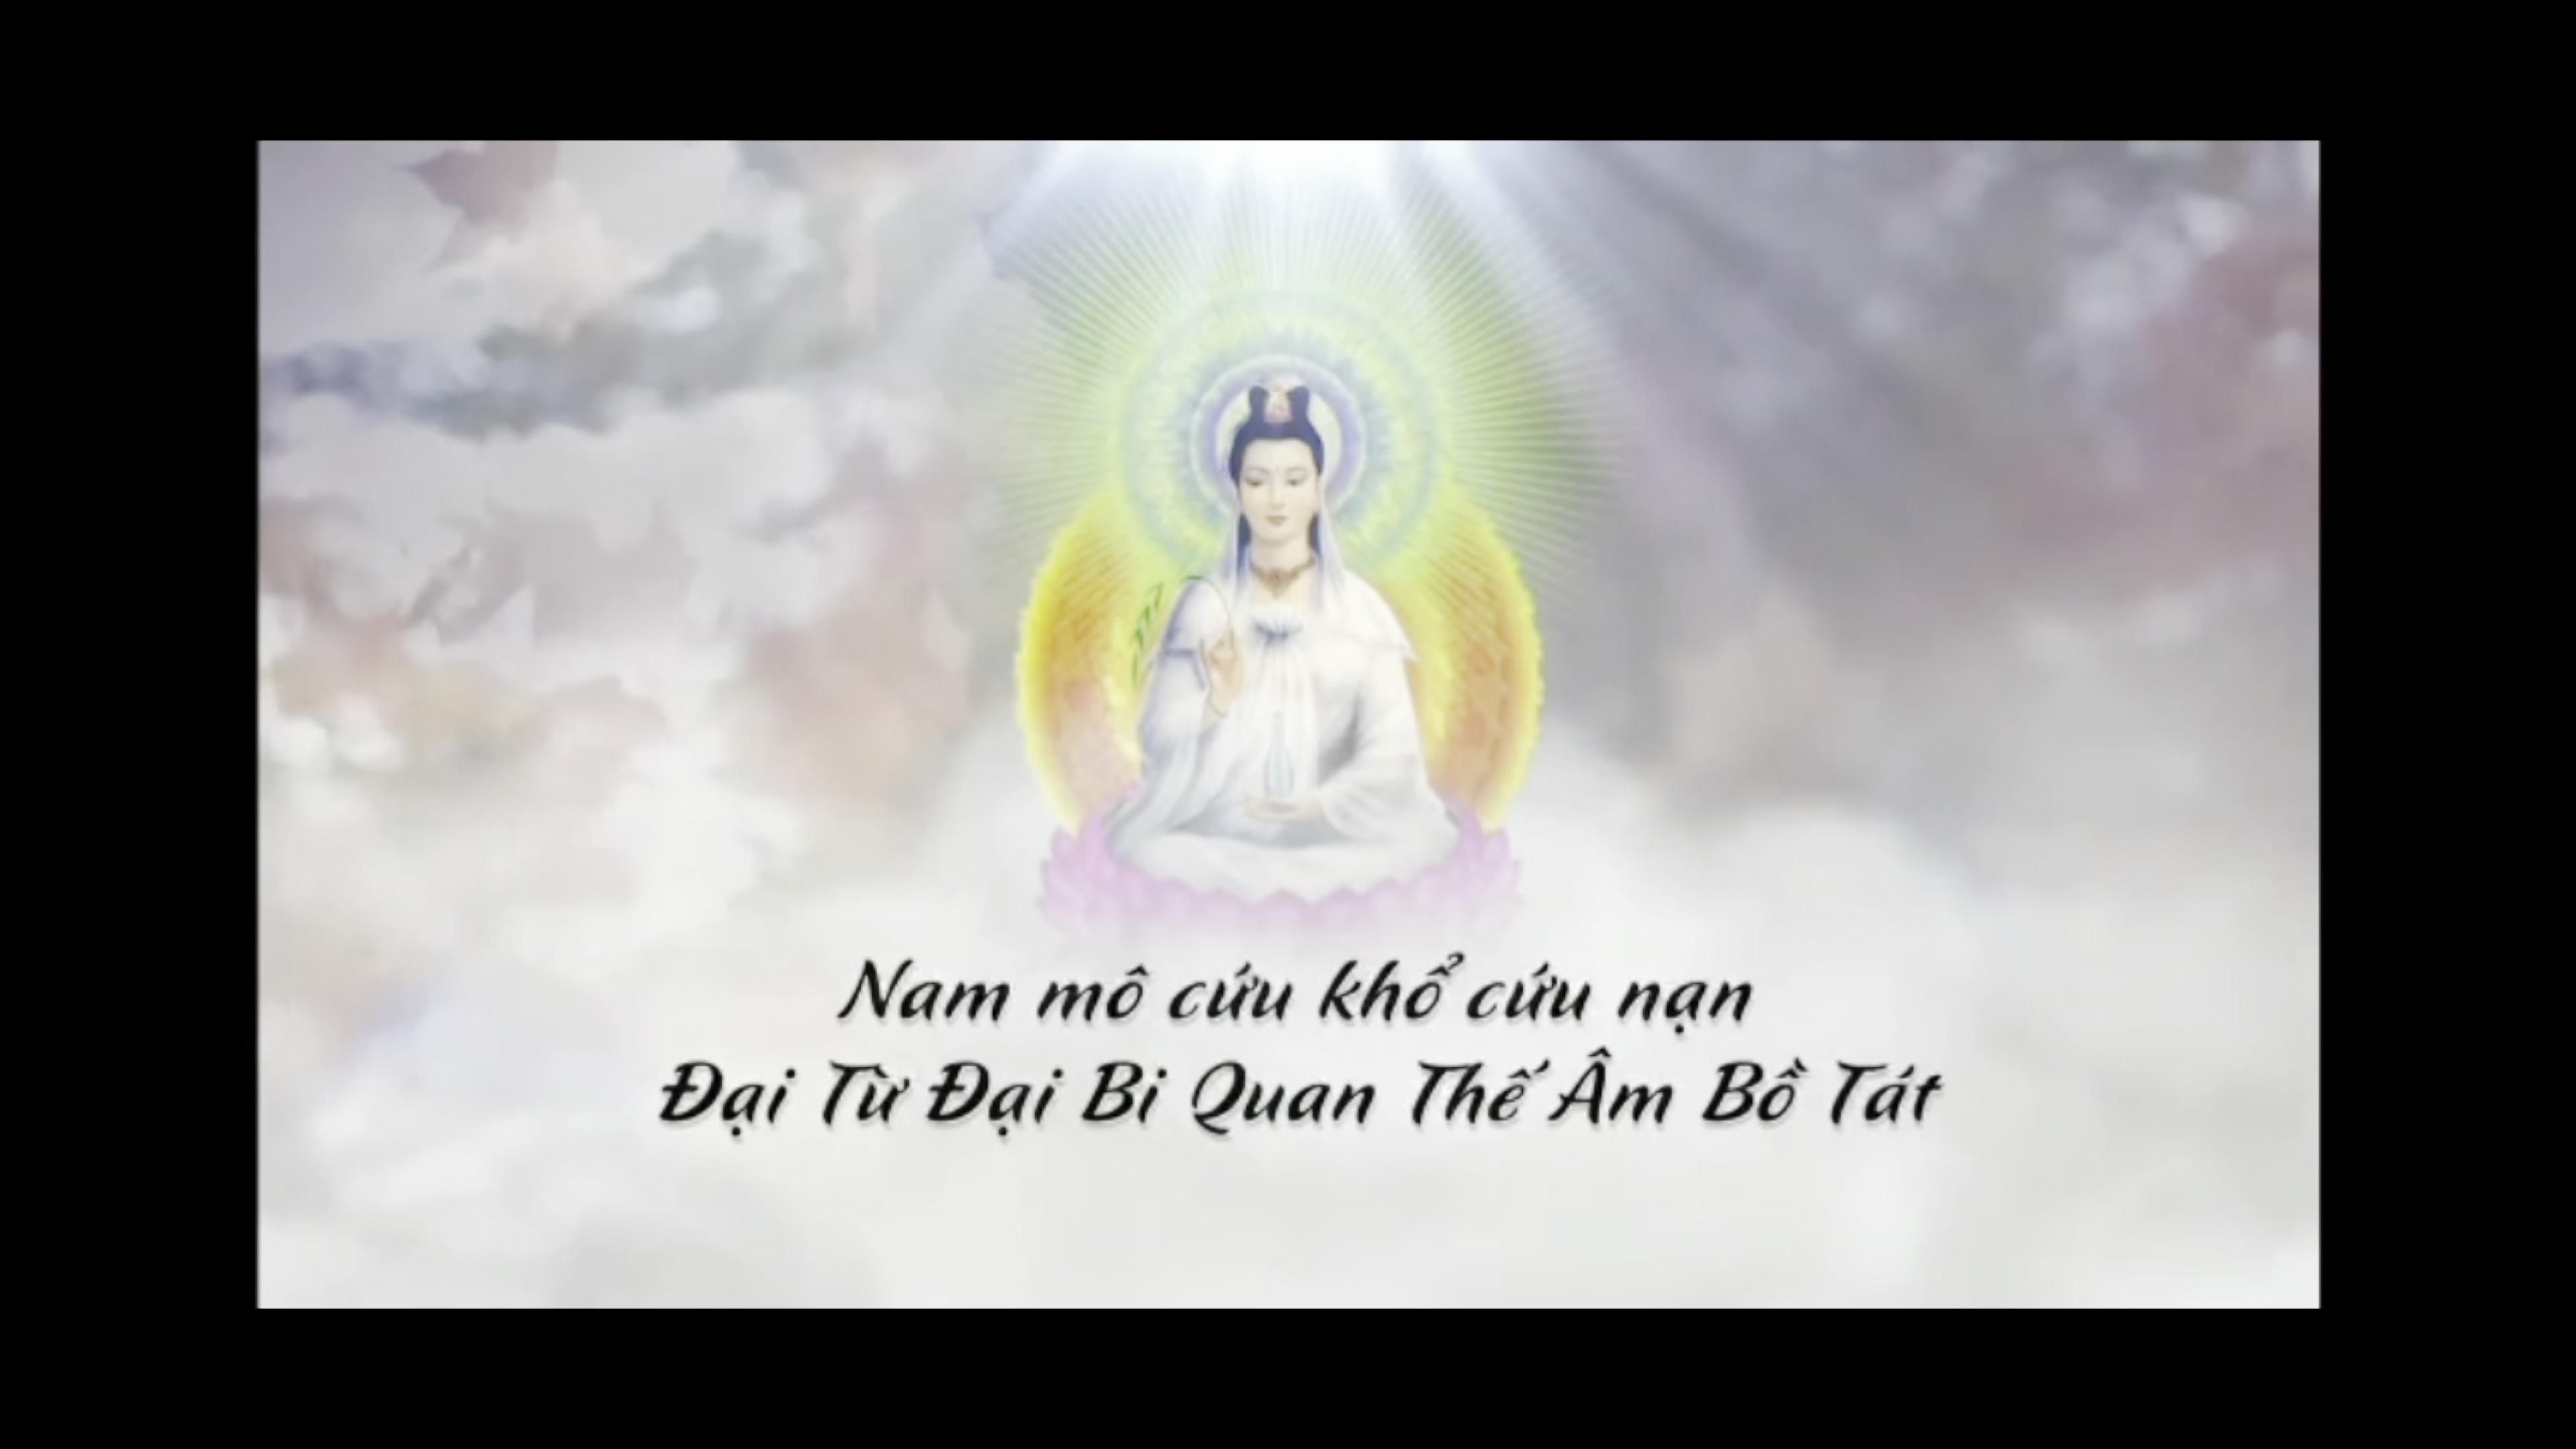 Nam mô cứu khổ cứu nạn
Đại Từ Đại Bi Quan Thế Âm Bồ Tát